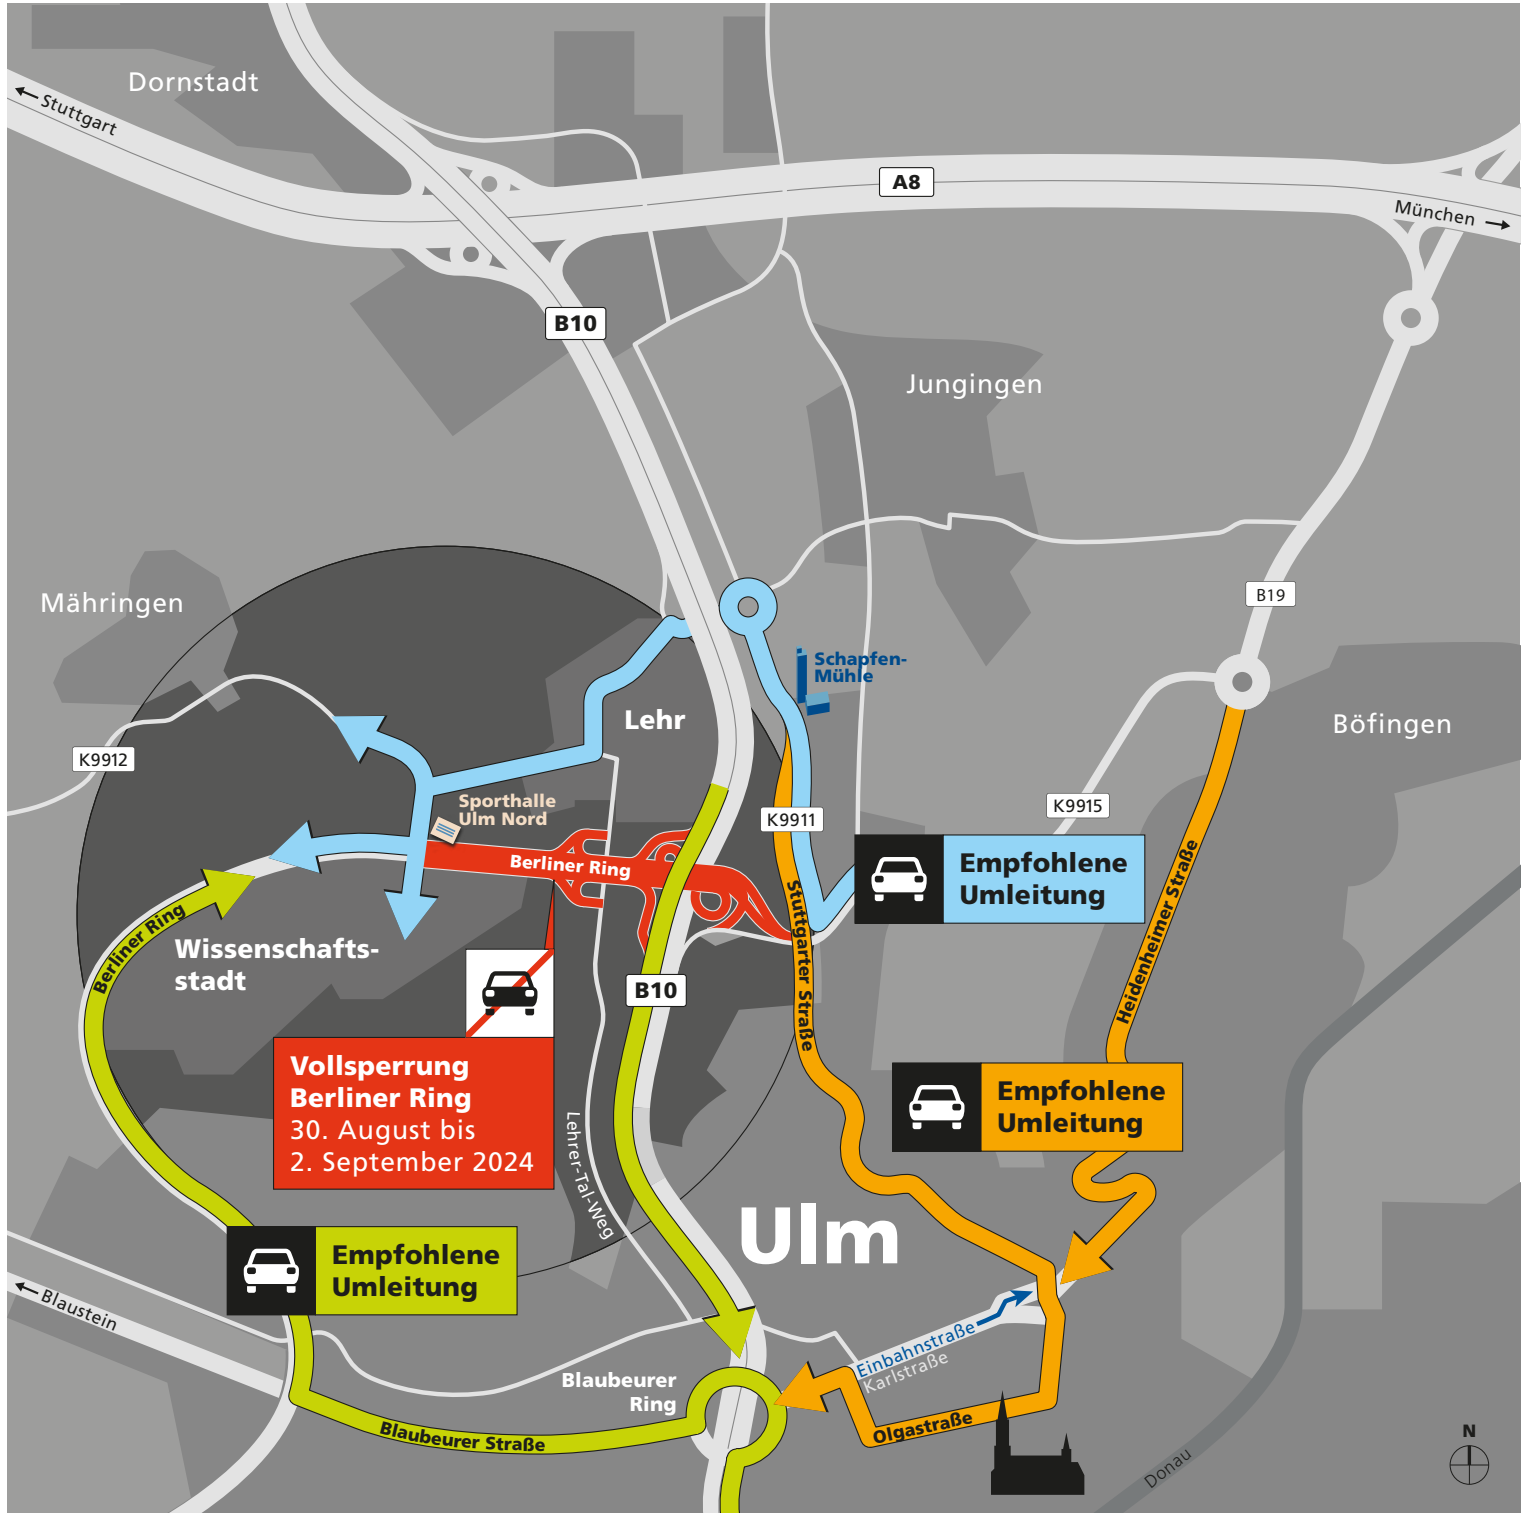 Dornstadt
Stuttgart
A8
München
B10
Jungingen
Mähringen
B19
Schapfen-
Mühle
Lehr
Böfingen
K9912
Sporthalle
Ulm Nord
K9911
K9915
Berliner Ring
Empfohlene
Umleitung
Heidenheimer Straße
Stuttgarter Straße
Berliner Ring
Wissenschafts-
stadt
B10
Vollsperrung
Berliner Ring
30. August bis
2. September 2024
Empfohlene
Umleitung
Lehrer-Tal-Weg
Ulm
Empfohlene
Umleitung
Blaustein
Einbahnstraße
Karlstraße
Blaubeurer
Ring
Olgastraße
Blaubeurer Straße
Donau
N